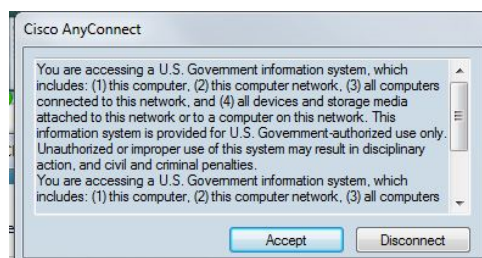 Cisco AnyConnect
You are accessing a U.S. Government information system, which
includes: (1) this computer, (2) this computer network, (3) all computers
connected to this network, and (4) all devices and storage media
attached to this network or to a computer on this network. This
information system is provided for U.S. Government-authorized use only.
Unauthorized or improper use of this system may result in disciplinary
action, and civil and criminal penalties.
You are accessing a U.S. Government information system, which
includes: (1) this computer, (2) this computer network, (3) all computers
Accept Disconnect